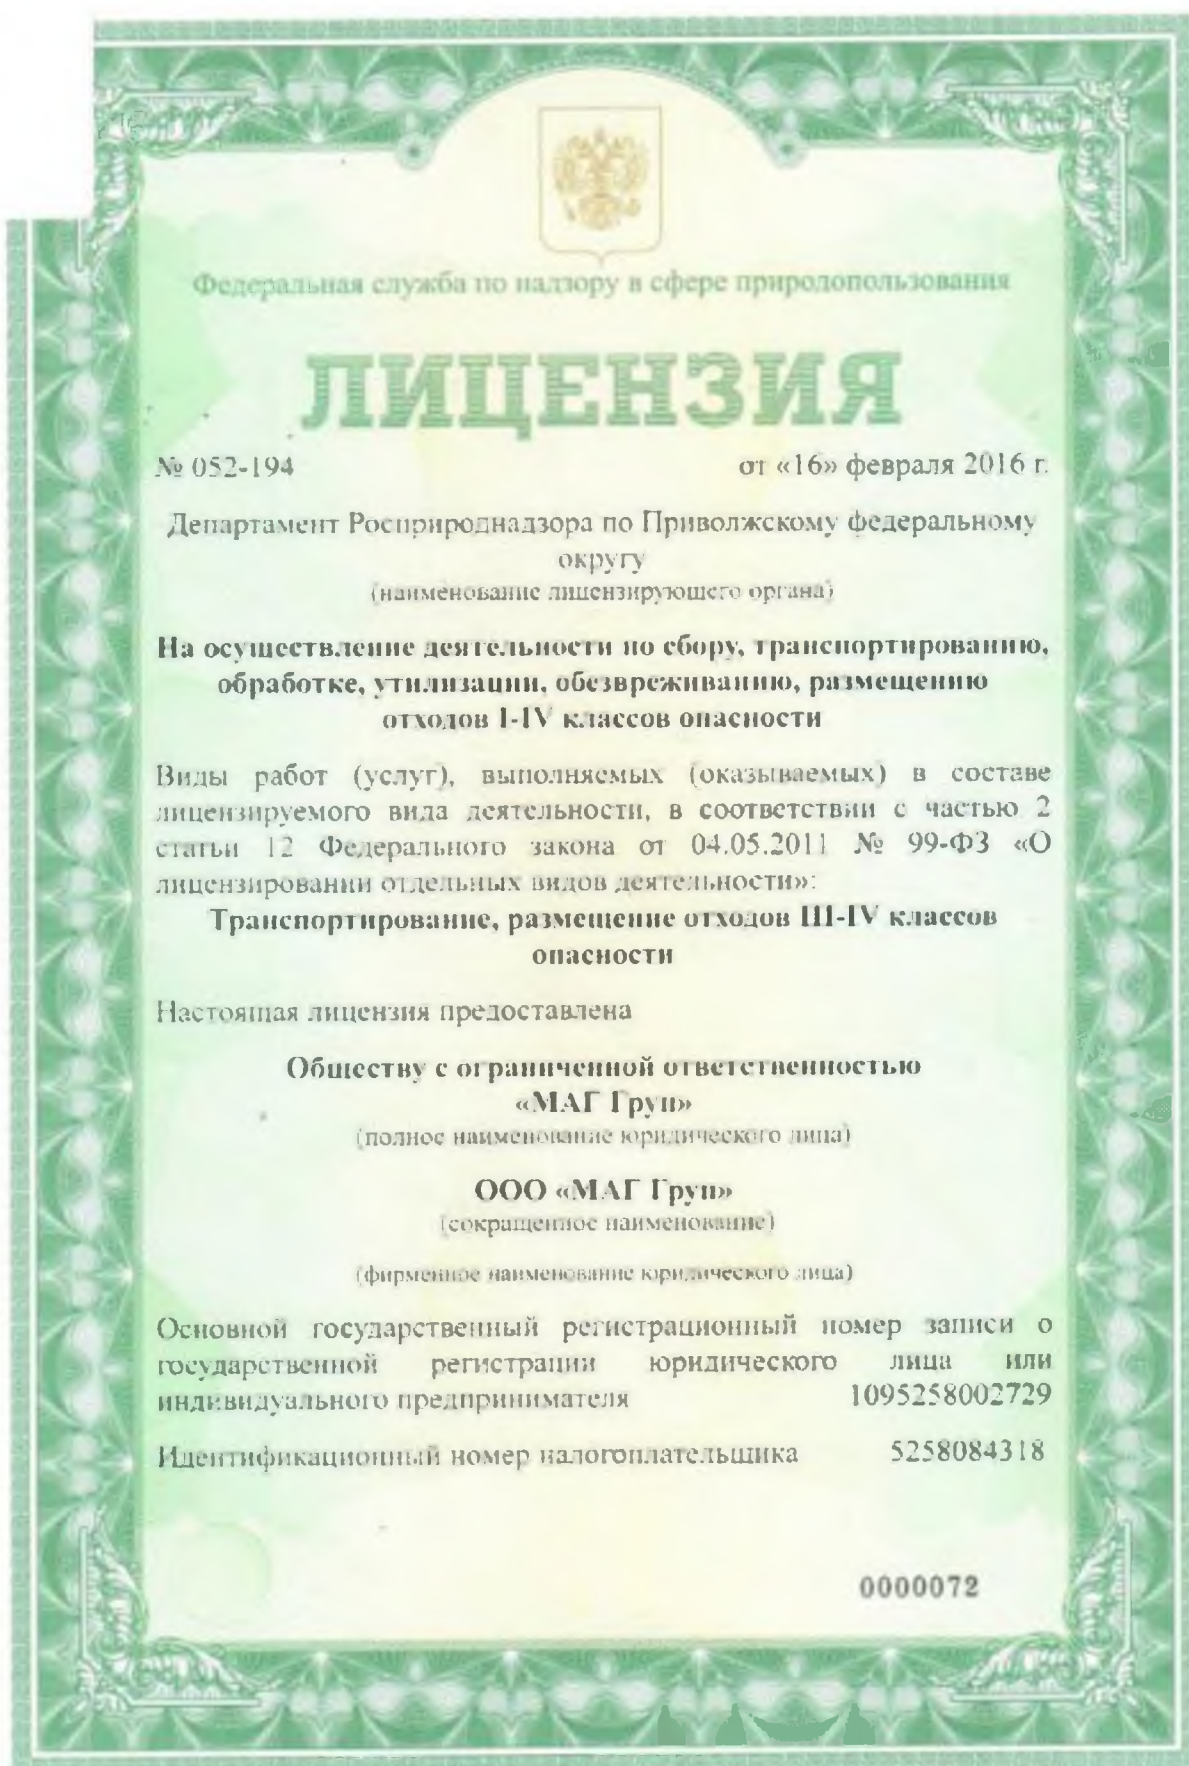 Федеральная служба по надзору в сфере природопользования
ЛИЦЕНЗИЯ
№ 052-194 от «16» февраля 2016 г.
Департамент Росприроднадзора по Приволжскому федеральному
округу
(наименование лицензирующего органа)
На осуществление деятельности по сбору, транспортированию,
обработке, утилизации, обезвреживанию, размещению
отходов I-IV классов опасности
Виды работ (услуг), выполняемых (оказываемых) в составе
лицензируемого вида деятельности, в соответствии с частью 2
статьи 12 Федерального закона от 04.05.2011 № 99-ФЗ «О
лицензировании отдельных видов деятельности»:
Транспортирование, размещение отходов III-IV классов
опасности
Настоящая лицензия предоставлена
Обществу с ограниченной ответственностью
«МАГ Груп»
(полное наименование юридического лица)
ООО «МАГ Груп»
(сокращенное наименование)
(фирменное наименование юридического лица)
Основной государственный регистрационный номер записи о
государственной регистрации юридического лица или
индивидуального предпринимателя 1095258002729
Идентификационный номер налогоплательщика 5258084318
0000072